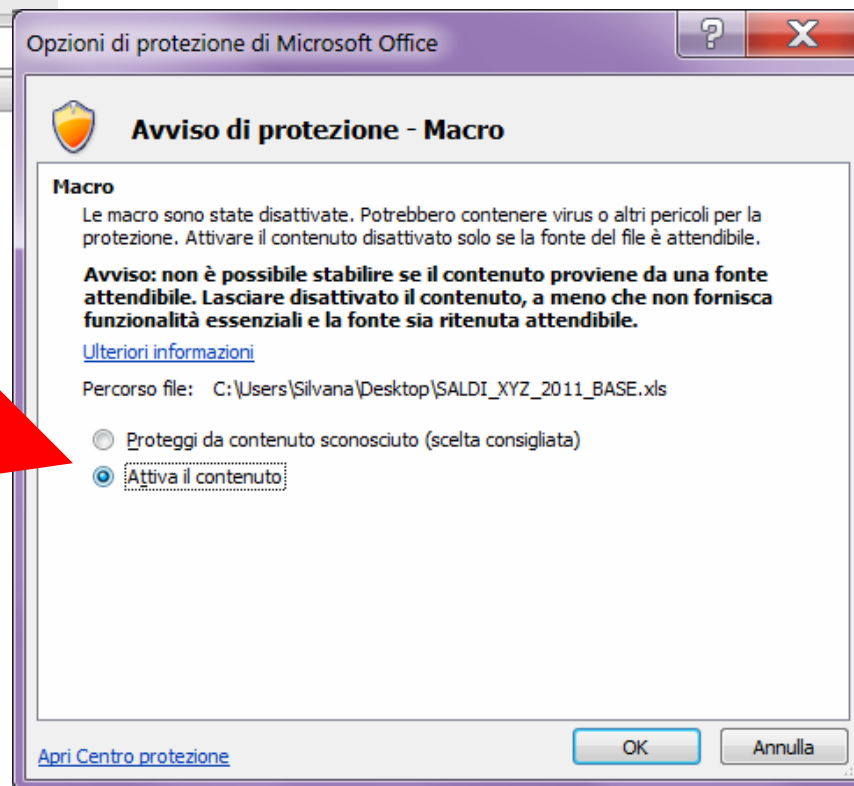 Opzioni di protezione di Microsoft Office
Avviso di protezione - Macro
Macro
Le macro sono state disattivate. Potrebbero contenere virus o altri pericoli per la
protezione. Attivare il contenuto disattivato solo se la fonte del file è attendibile.
Avviso: non è possibile stabilire se il contenuto proviene da una fonte
attendibile. Lasciare disattivato il contenuto, a meno che non fornisca
funzionalità essenziali e la fonte sia ritenuta attendibile.
Ulteriori informazioni
Percorso file: C:\Users\Silvana\Desktop\SALDI_XYZ_2011_BASE.xls
Proteggi da contenuto sconosciuto (scelta consigliata)
Attiva il contenuto
Apri Centro protezione
OK Annulla